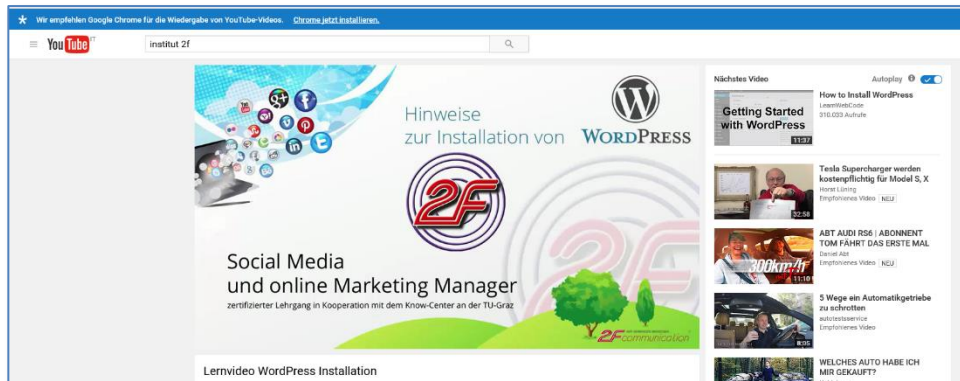 Wir empfehlen Google Chrome für die Wiedergabe von YouTube-Videos. Chrome jetzt installieren.
YouTube IT
institut 2f
Hinweise
zur Installation von
WORDPRESS
2F
Social Media
und online Marketing Manager
zertifizierter Lehrgang in Kooperation mit dem Know-Center an der TU-Graz
2F communication
Lernvideo WordPress Installation
Nächstes Video
Autoplay
Getting Started
with WordPress
11:37
How to Install WordPress
LearnWebCode
310.093 Aufrufe
32:58
Tesla Supercharger werden
kostenpflichtig für Model S, X
Horst Lüning
Empfohlenes Video NEU
300km/h
11:10
ABT AUDI RS6 | ABONNENT
TOM FÄHRT DAS ERSTE MAL
Daniel Abt
Empfohlenes Video NEU
8:05
5 Wege ein Automatikgetriebe
zu schrotten
autotestservice
Empfohlenes Video
WELCHES AUTO HABE ICH
MIR GEKAUFT?